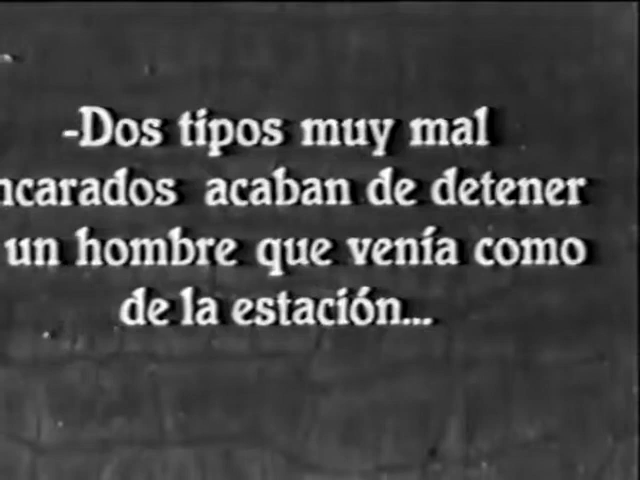 -Dos tipos muy mal
ncarados acaban de detener
un hombre que venía como
de la estación...